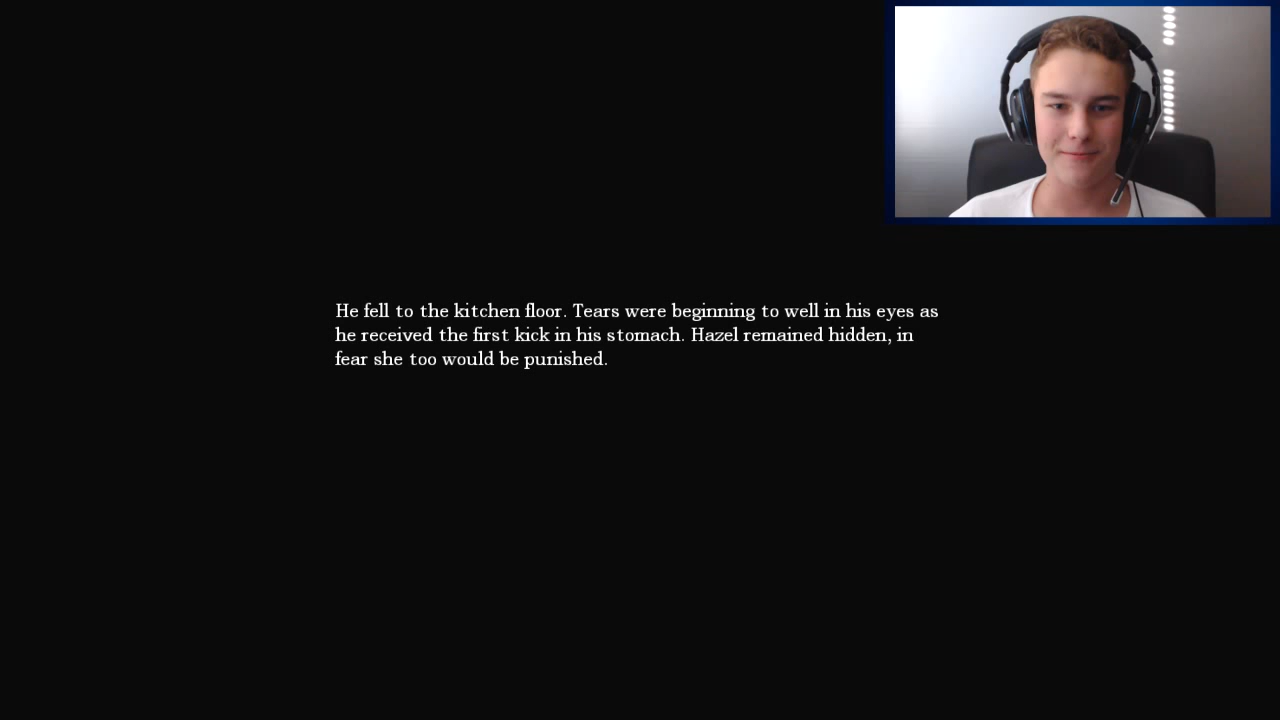 He fell to the kitchen floor. Tears were beginning to well in his eyes as
he received the first kick in his stomach. Hazel remained hidden, in
fear she too would be punished.